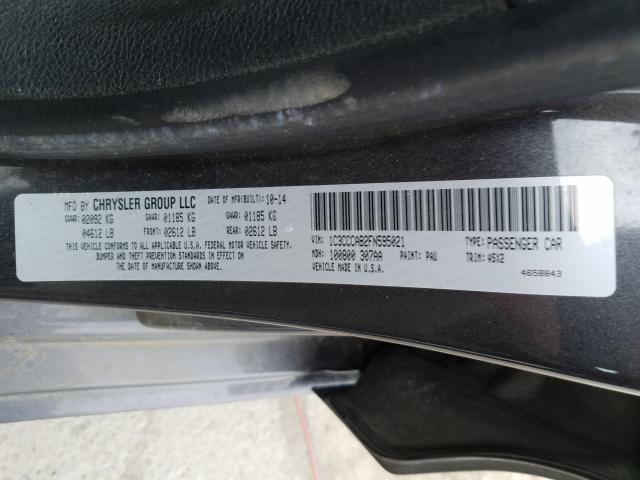 MFD BY CHRYSLER GROUP LLC
DATE OF MFR(BUILT): 10-14
GVWR: 02092 KG GAWR: 01185 KG GAWR: 01185 KG
04612 LB FRONT: 02612 LB REAR: 02612 LB
THIS VEHICLE CONFORMS TO ALL APPLICABLE U.S.A. FEDERAL MOTOR VEHICLE SAFETY,
BUMPER AND THEFT PREVENTION STANDARDS IN EFFECT ON
THE DATE OF MANUFACTURE SHOWN ABOVE.
VIN: 1C3CCCAB2FN595021 TYPE: PASSENGER CAR
MDH: 100800 307AA PAINT: PAU TRIM: A5X2
VEHICLE MADE IN U.S.A.
4658843